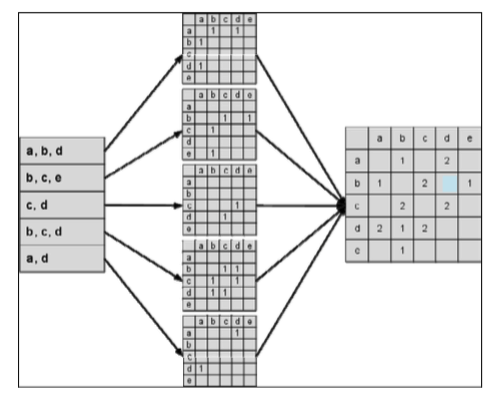 a, b, d
b, c, e
c, d
b, c, d
a, d
a b c d e
a 1 1
b 1
c
d 1
e
a b c d e
a
b 1 1
c 1
d
e 1
a b c d e
a
b
c 1
d 1
e
a b c d e
a
b 1 1
c 1 1
d 1 1
e
a b c d e
a 1
b
c
d 1
e
a b c d e
a 1 2
b 1 2 1
c 2 2
d 2 1 2
e 1